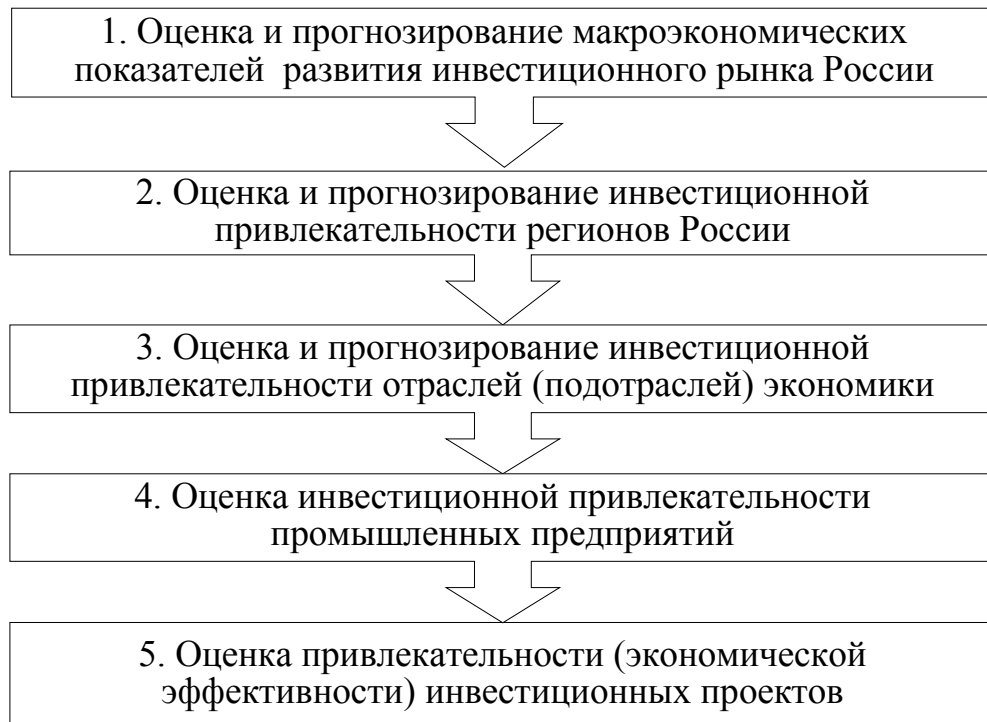 1. Оценка и прогнозирование макроэкономических
показателей развития инвестиционного рынка России
2. Оценка и прогнозирование инвестиционной
привлекательности регионов России
3. Оценка и прогнозирование инвестиционной
привлекательности отраслей (подотраслей) экономики
4. Оценка инвестиционной привлекательности
промышленных предприятий
5. Оценка привлекательности (экономической
эффективности) инвестиционных проектов